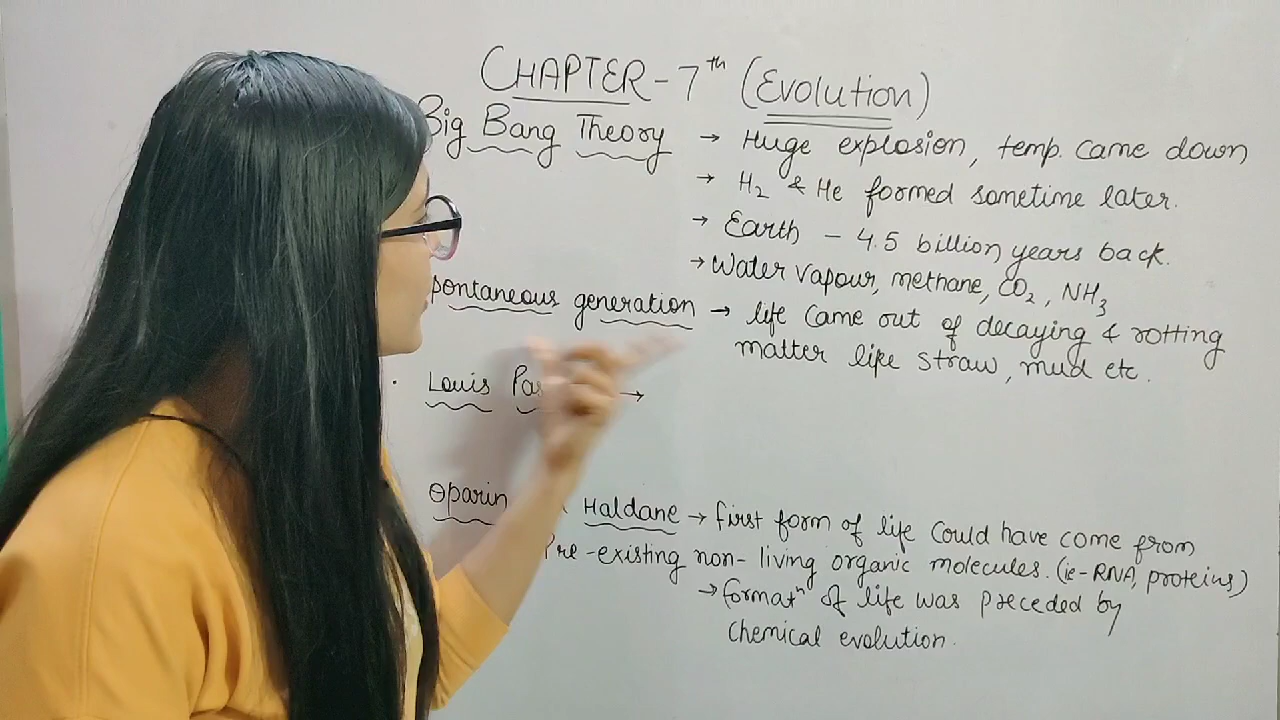 CHAPTER - 7th (Evolution)
Big Bang Theory → Huge explosion, temp. came down
→ H2 & He formed sometime later.
→ Earth - 4.5 billion years back.
→ Water vapour, methane, CO2, NH3
pontaneous generation → life came out of decaying & rotting
matter like straw, mud etc.
Louis Pas →
Oparin Haldane → first form of life could have come from
Pre-existing non-living organic molecules. (ie-RNA, proteins)
→ formatn of life was preceded by
chemical evolution.